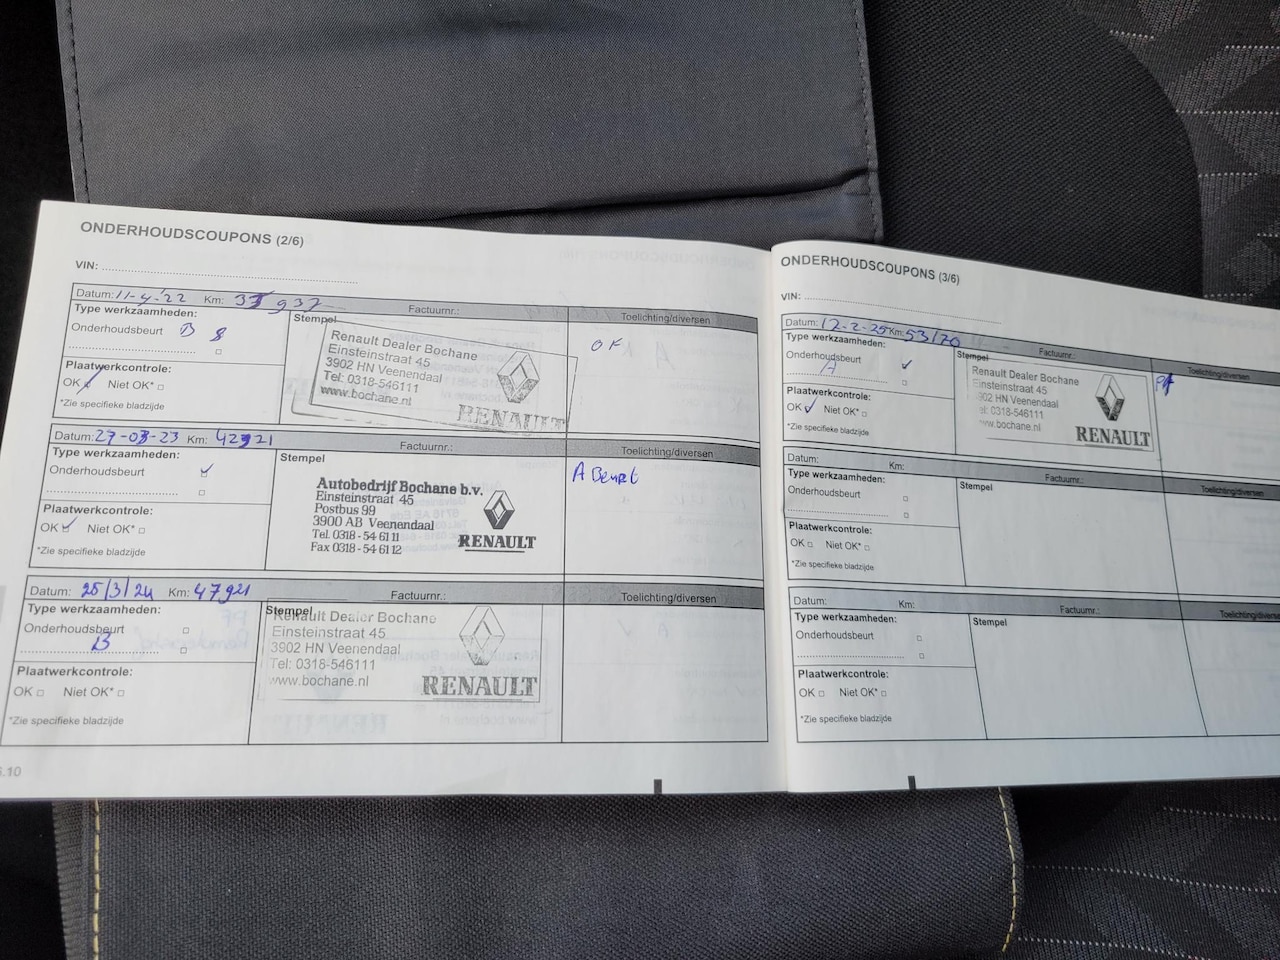 ONDERHOUDSCOUPONS (2/6)
VIN:
Datum: 11-4-'22 Km: 37 937 Factuurnr.: Toelichting/diversen
Type werkzaamheden:
Onderhoudsbeurt B
Plaatwerkcontrole:
OK ✓ Niet OK* □
*Zie specifieke bladzijde
Stempel
Renault Dealer Bochane
Einsteinstraat 45
3902 HN Veenendaal
Tel: 0318-546111
www.bochane.nl
RENAULT
Datum: 27-03-23 Km: 42921 Factuurnr.: Toelichting/diversen
Type werkzaamheden:
Onderhoudsbeurt ✓
Plaatwerkcontrole:
OK ✓ Niet OK* □
*Zie specifieke bladzijde
Stempel
Autobedrijf Bochane b.v.
Einsteinstraat 45
Postbus 99
3900 AB Veenendaal
Tel. 0318 - 54 61 11
Fax 0318 - 54 61 12
RENAULT
A Beurt
Datum: 25/3/24 Km: 47921 Factuurnr.: Toelichting/diversen
Type werkzaamheden:
Onderhoudsbeurt □
B □
Plaatwerkcontrole:
OK □ Niet OK* □
*Zie specifieke bladzijde
Stempel
Renault Dealer Bochane
Einsteinstraat 45
3902 HN Veenendaal
Tel: 0318-546111
www.bochane.nl
RENAULT
6.10
ONDERHOUDSCOUPONS (3/6)
VIN:
Datum: 12-2-25 Km: 53170 Factuurnr.: Toelichting/diversen
Type werkzaamheden:
Onderhoudsbeurt ✓
A □
Plaatwerkcontrole:
OK ✓ Niet OK* □
*Zie specifieke bladzijde
Stempel
Renault Dealer Bochane
Einsteinstraat 45
3902 HN Veenendaal
Tel: 0318-546111
www.bochane.nl
RENAULT
Datum: Km: Factuurnr.: Toelichting/diversen
Type werkzaamheden:
Onderhoudsbeurt □
Plaatwerkcontrole:
OK □ Niet OK* □
*Zie specifieke bladzijde
Stempel
Datum: Km: Factuurnr.: Toelichting/diversen
Type werkzaamheden:
Onderhoudsbeurt □
Plaatwerkcontrole:
OK □ Niet OK* □
*Zie specifieke bladzijde
Stempel